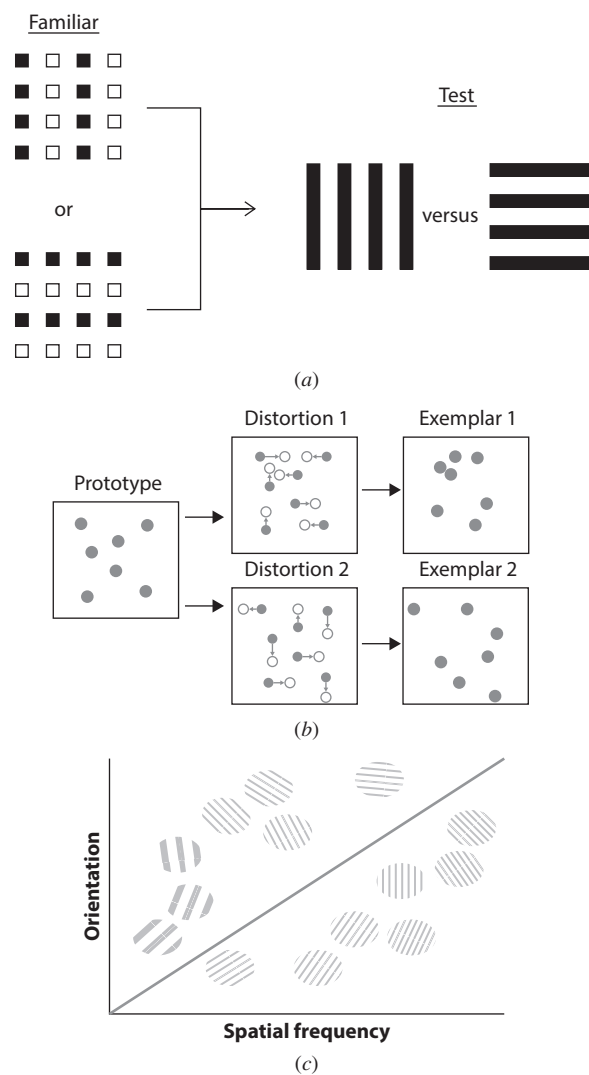 Familiar
Test
or
versus
(a)
Distortion 1
Exemplar 1
Prototype
Distortion 2
Exemplar 2
(b)
Orientation
Spatial frequency
(c)